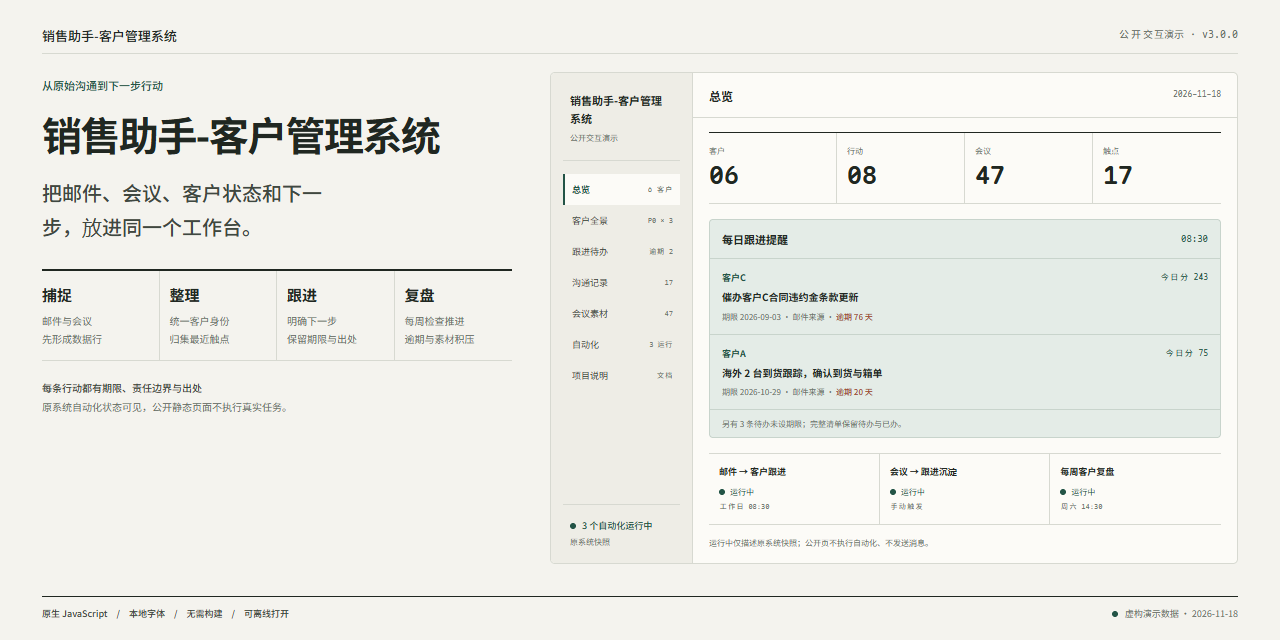 销售助手-客户管理系统
公开交互演示 · v3.0.0
从原始沟通到下一步行动
销售助手-客户管理系统
把邮件、会议、客户状态和下一
步，放进同一个工作台。
捕捉
邮件与会议
先形成数据行
整理
统一客户身份
归集最近触点
跟进
明确下一步
保留期限与出处
复盘
每周检查推进
逾期与素材积压
每条行动都有期限、责任边界与出处
原系统自动化状态可见，公开静态页面不执行真实任务。
销售助手-客户管理
系统
公开交互演示
总览 6 客户
客户全景 P0 × 3
跟进待办 逾期 2
沟通记录 17
会议素材 47
自动化 3 运行
项目说明 文档
3 个自动化运行中
原系统快照
总览 2026-11-18
客户
06
行动
08
会议
47
触点
17
每日跟进提醒 08:30
客户C 今日分 243
催办客户C合同违约金条款更新
期限 2026-09-03 · 邮件来源 · 逾期 76 天
客户A 今日分 75
海外 2 台到货跟踪，确认到货与箱单
期限 2026-10-29 · 邮件来源 · 逾期 20 天
另有 3 条待办未设期限；完整清单保留待办与已办。
邮件 → 客户跟进
运行中
工作日 08:30
会议 → 跟进沉淀
运行中
手动触发
每周客户复盘
运行中
周六 14:30
运行中仅描述原系统快照；公开页不执行自动化、不发送消息。
原生 JavaScript / 本地字体 / 无需构建 / 可离线打开
虚构演示数据 · 2026-11-18